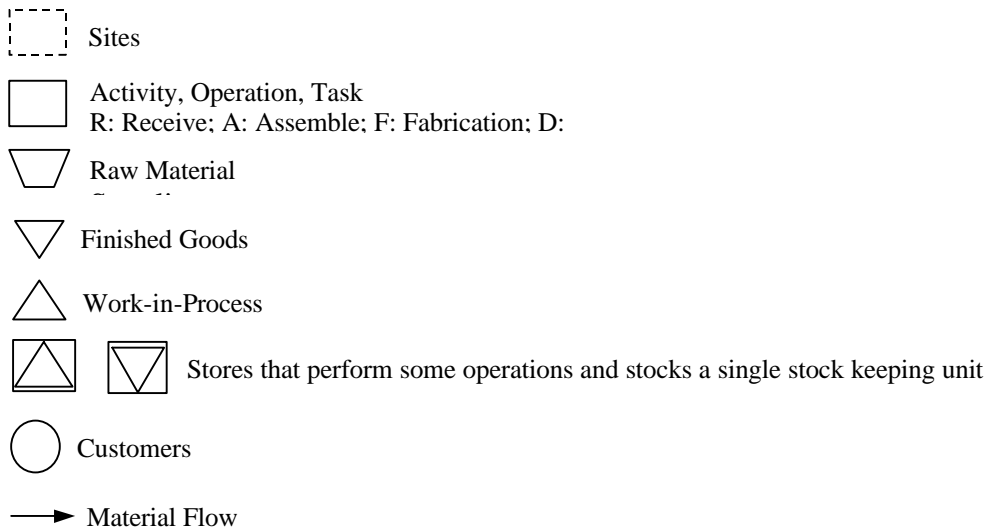 Sites
Activity, Operation, Task
R: Receive; A: Assemble; F: Fabrication; D:
Raw Material
Finished Goods
Work-in-Process
Stores that perform some operations and stocks a single stock keeping unit
Customers
Material Flow